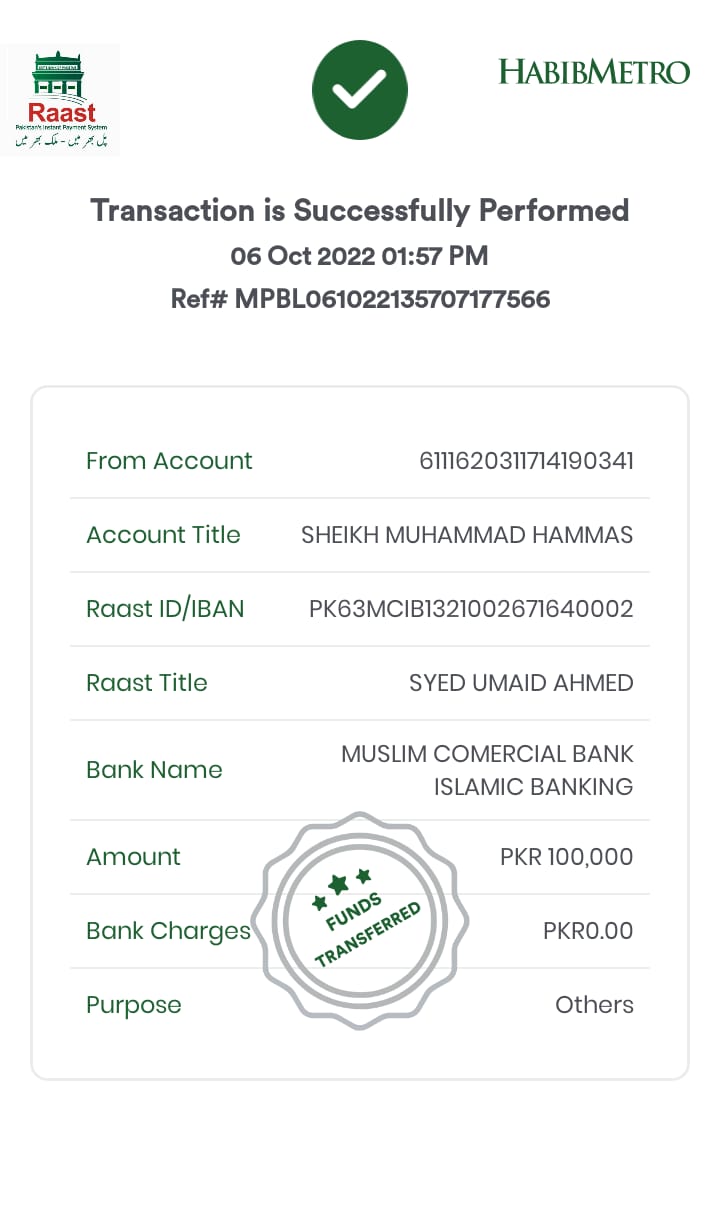 Raast
Pakistan's Instant Payment System
پل بھر میں - ملک بھر میں
HABIBMETRO
Transaction is Successfully Performed
06 Oct 2022 01:57 PM
Ref# MPBL061022135707177566
From Account 6111620311714190341
Account Title SHEIKH MUHAMMAD HAMMAS
Raast ID/IBAN PK63MCIB1321002671640002
Raast Title SYED UMAID AHMED
Bank Name MUSLIM COMERCIAL BANK
ISLAMIC BANKING
Amount PKR 100,000
Bank Charges PKR0.00
Purpose Others
FUNDS
TRANSFERRED